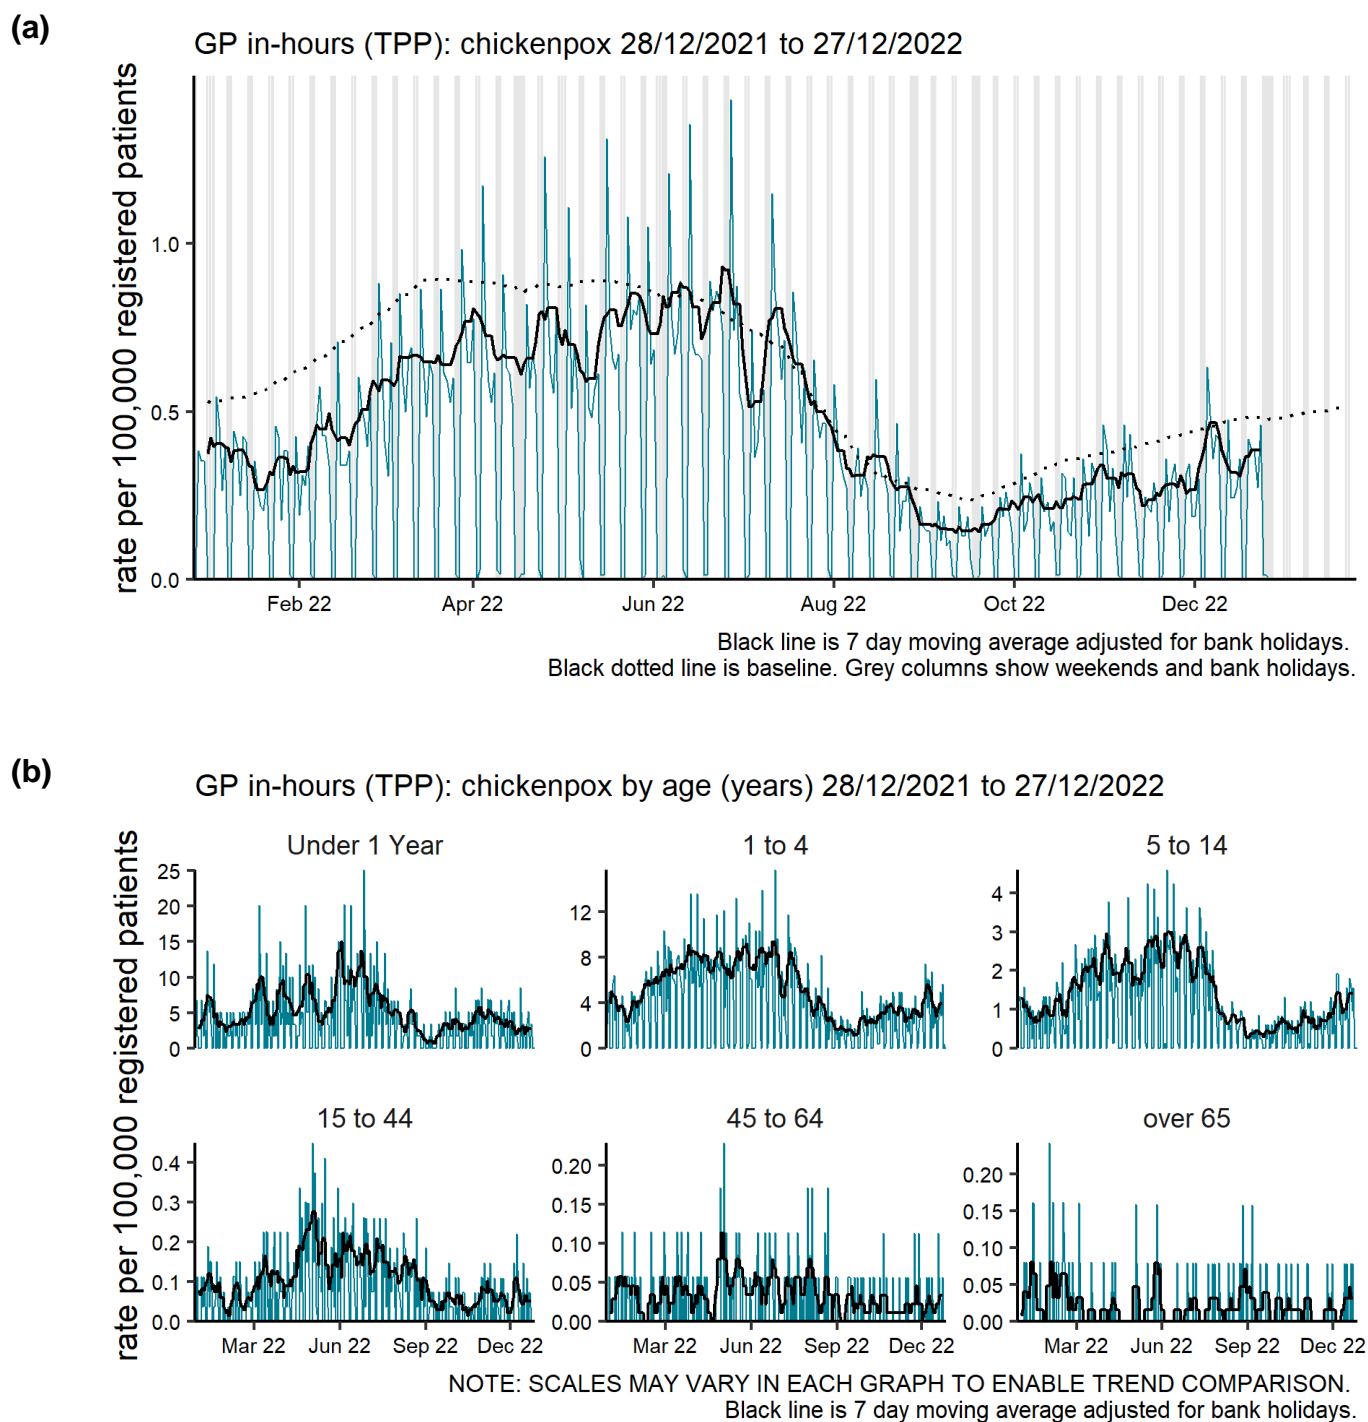 (a)
GP in-hours (TPP): chickenpox 28/12/2021 to 27/12/2022
rate per 100,000 registered patients
1.0
0.5
0.0
Feb 22 Apr 22 Jun 22 Aug 22 Oct 22 Dec 22
Black line is 7 day moving average adjusted for bank holidays.
Black dotted line is baseline. Grey columns show weekends and bank holidays.
(b)
GP in-hours (TPP): chickenpox by age (years) 28/12/2021 to 27/12/2022
rate per 100,000 registered patients
Under 1 Year
25
20
15
10
5
0
1 to 4
12
8
4
0
5 to 14
4
3
2
1
0
15 to 44
0.4
0.3
0.2
0.1
0.0
Mar 22 Jun 22 Sep 22 Dec 22
45 to 64
0.20
0.15
0.10
0.05
0.00
Mar 22 Jun 22 Sep 22 Dec 22
over 65
0.20
0.15
0.10
0.05
0.00
Mar 22 Jun 22 Sep 22 Dec 22
NOTE: SCALES MAY VARY IN EACH GRAPH TO ENABLE TREND COMPARISON.
Black line is 7 day moving average adjusted for bank holidays.